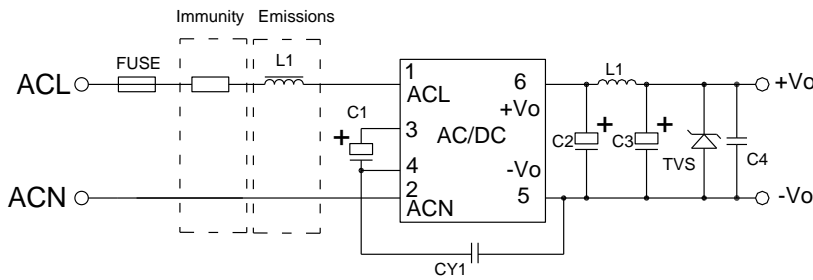 Immunity Emissions
FUSE
L1
ACL
1
ACL
C1
+
3
AC/DC
4
2
ACN
ACN
6
+Vo
-Vo
5
L1
+
C2
+
C3
TVS
C4
+Vo
-Vo
CY1